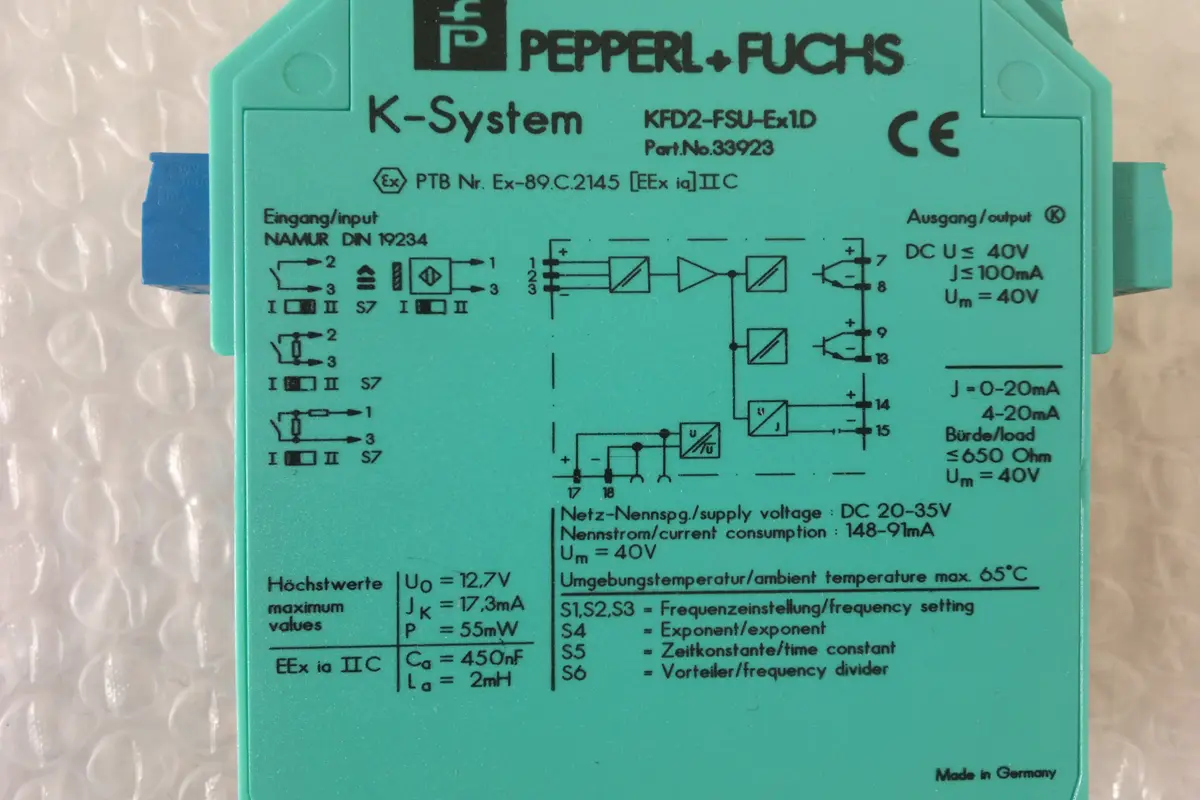 PEPPERL+FUCHS
K-System
KFD2-FSU-Ex1.D
Part.No.33923
CE
Ex PTB Nr. Ex-89.C.2145 [EEx ia] IIC
Eingang/input
NAMUR DIN 19234
Ausgang/output K
2
3
I II S7
1
3
I II
2
3
I II S7
1
3
I II S7
1
2
3
+
-
+
-
7
8
+
-
9
13
+
-
14
15
U
J
U
U
+
-
17
18
DC U ≤ 40V
J ≤ 100mA
Um = 40V
J = 0-20mA
4-20mA
Bürde/load
≤ 650 Ohm
Um = 40V
Netz-Nennspg./supply voltage : DC 20-35V
Nennstrom/current consumption : 148-91mA
Um = 40V
Umgebungstemperatur/ambient temperature max. 65°C
S1,S2,S3 = Frequenzeinstellung/frequency setting
S4 = Exponent/exponent
S5 = Zeitkonstante/time constant
S6 = Vorteiler/frequency divider
Höchstwerte
maximum
values
UO = 12,7V
JK = 17,3mA
P = 55mW
EEx ia IIC
Ca = 450nF
La = 2mH
Made in Germany